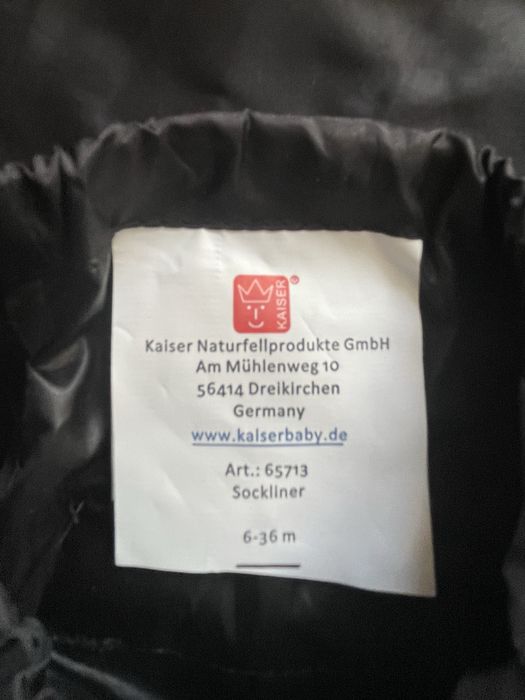 KAISER®
Kaiser Naturfellprodukte GmbH
Am Mühlenweg 10
56414 Dreikirchen
Germany
www.kaiserbaby.de
Art.: 65713
Sockliner
6-36 m